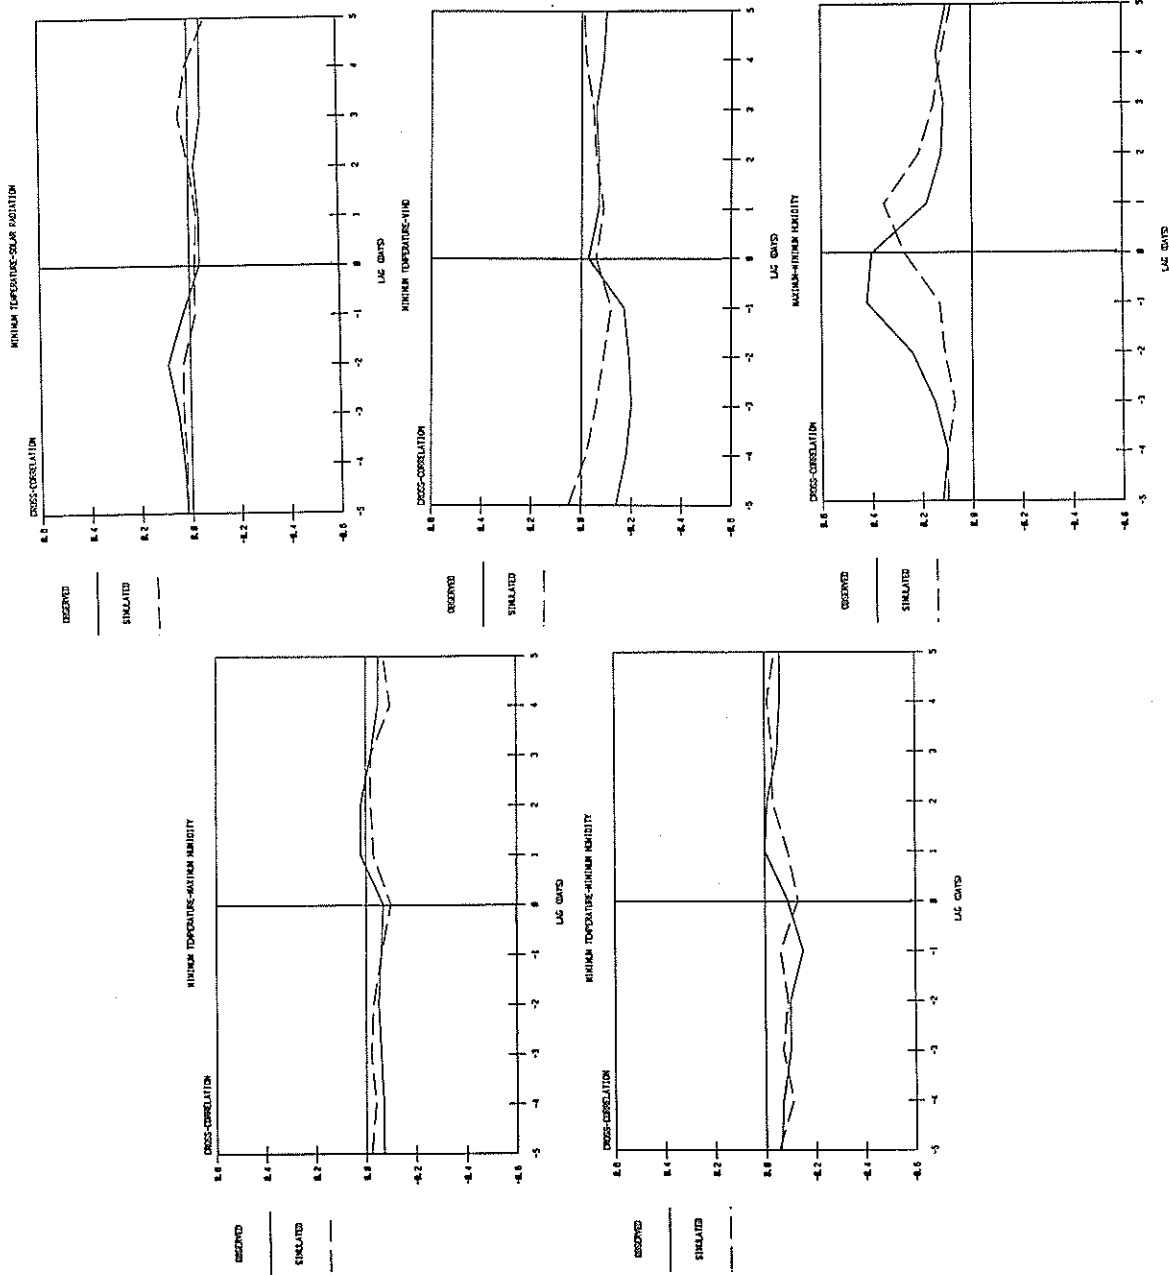 MINIMUM TEMPERATURE-SOLAR RADIATION
CROSS-CORRELATION
0.6
0.4
0.2
0.0
-0.2
-0.4
-0.6
-5 -4 -3 -2 -1 0 1 2 3 4 5
LAG (DAYS)
OBSERVED
SIMULATED
MINIMUM TEMPERATURE-MAXIMUM HUMIDITY
CROSS-CORRELATION
0.6
0.4
0.2
0.0
-0.2
-0.4
-0.6
-5 -4 -3 -2 -1 0 1 2 3 4 5
LAG (DAYS)
OBSERVED
SIMULATED
MINIMUM TEMPERATURE-WIND
CROSS-CORRELATION
0.6
0.4
0.2
0.0
-0.2
-0.4
-0.6
-5 -4 -3 -2 -1 0 1 2 3 4 5
LAG (DAYS)
OBSERVED
SIMULATED
MINIMUM TEMPERATURE-MINIMUM HUMIDITY
CROSS-CORRELATION
0.6
0.4
0.2
0.0
-0.2
-0.4
-0.6
-5 -4 -3 -2 -1 0 1 2 3 4 5
LAG (DAYS)
OBSERVED
SIMULATED
MAXIMUM-MINIMUM HUMIDITY
CROSS-CORRELATION
0.6
0.4
0.2
0.0
-0.2
-0.4
-0.6
-5 -4 -3 -2 -1 0 1 2 3 4 5
LAG (DAYS)
OBSERVED
SIMULATED